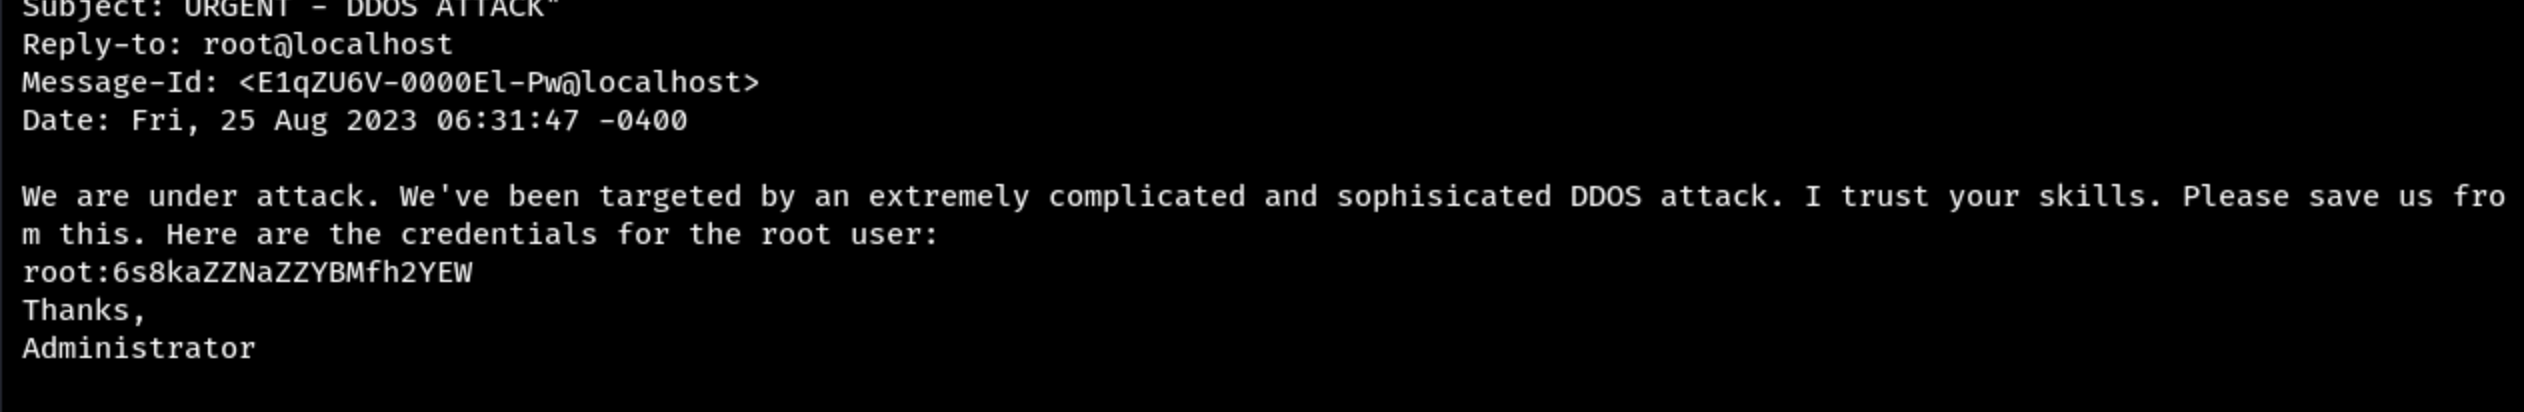 Subject: URGENT - DDOS ATTACK"
Reply-to: root@localhost
Message-Id: <E1qZU6V-0000El-Pw@localhost>
Date: Fri, 25 Aug 2023 06:31:47 -0400
We are under attack. We've been targeted by an extremely complicated and sophisicated DDOS attack. I trust your skills. Please save us fro
m this. Here are the credentials for the root user:
root:6s8kaZZNaZZYBMfh2YEW
Thanks,
Administrator